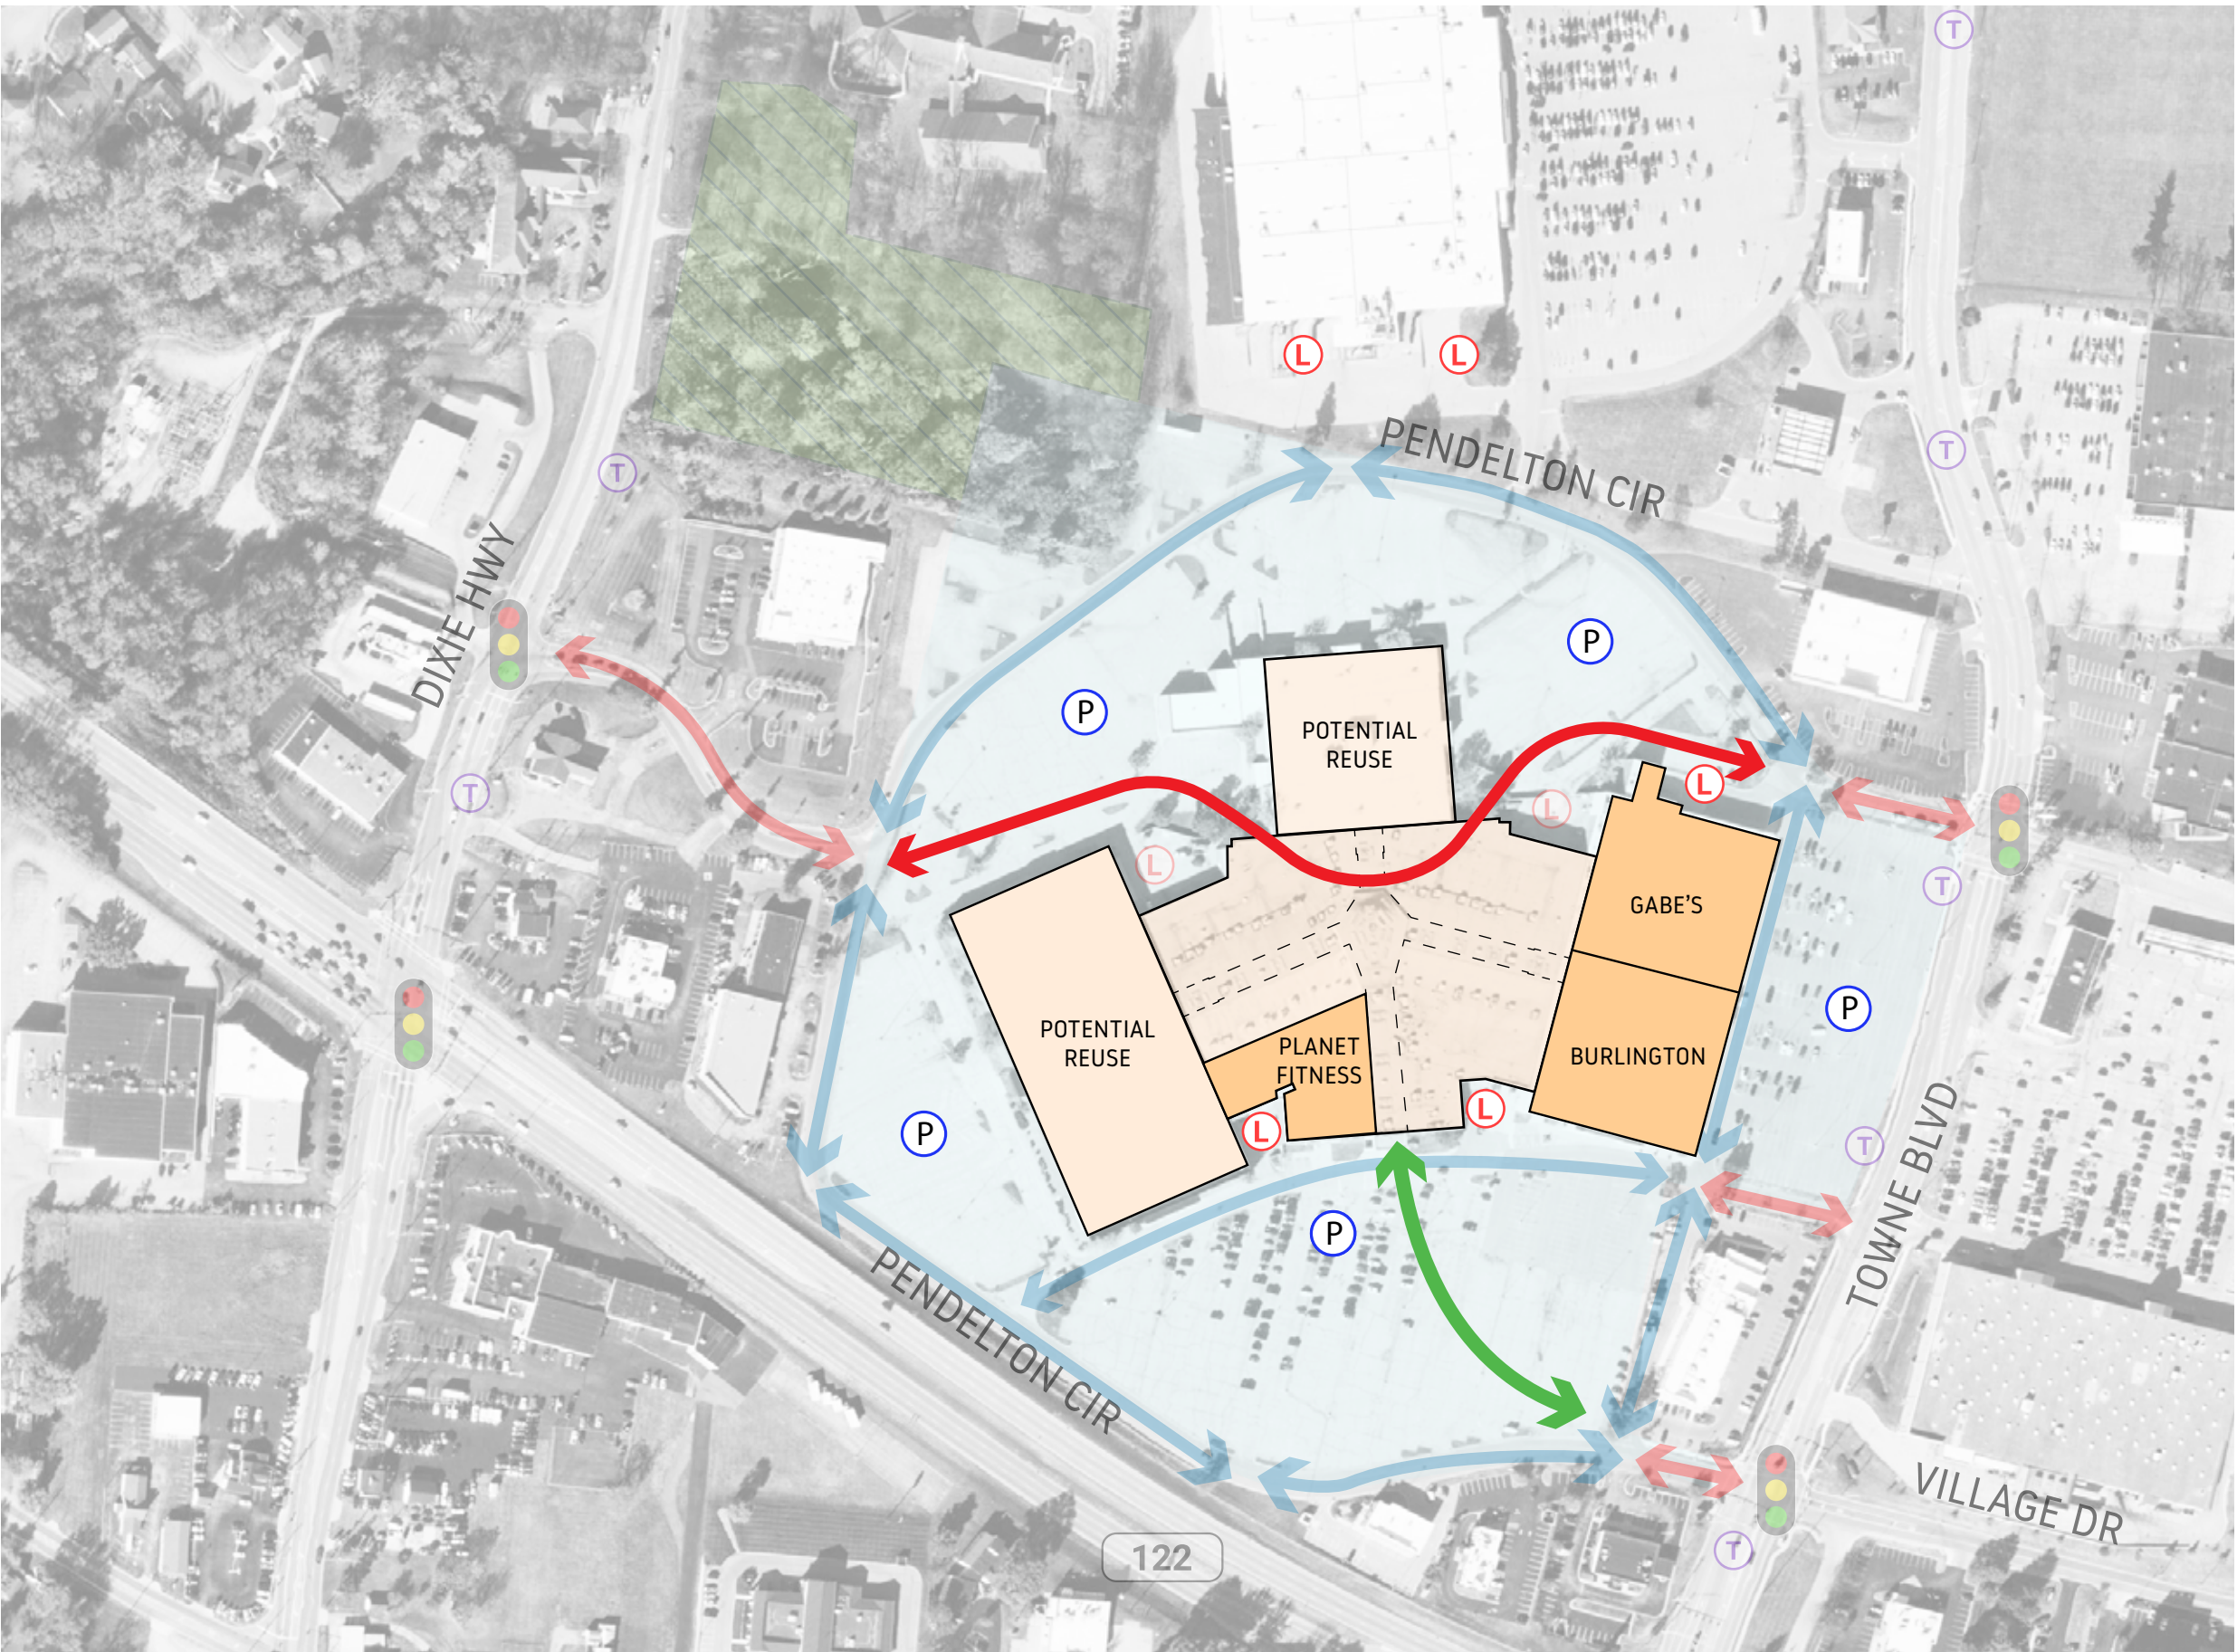 T
L
L
PENDELTON CIR
T
T
DIXIE HWY
P
P
POTENTIAL
REUSE
T
L
L
L
T
GABE'S
P
POTENTIAL
REUSE
PLANET
FITNESS
BURLINGTON
L
L
P
T
P
TOWNE BLVD
PENDELTON CIR
VILLAGE DR
122
T